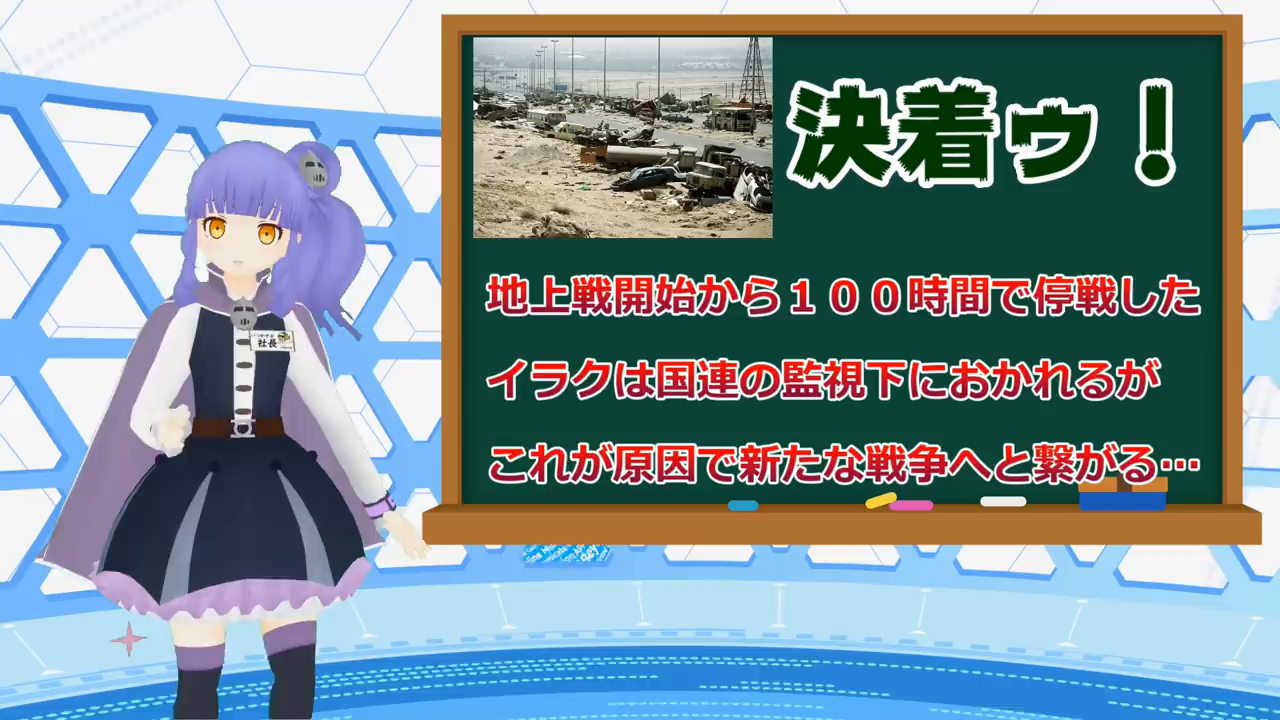 決着ゥ！
地上戦開始から１００時間で停戦した
イラクは国連の監視下におかれるが
これが原因で新たな戦争へと繋がる…
社長